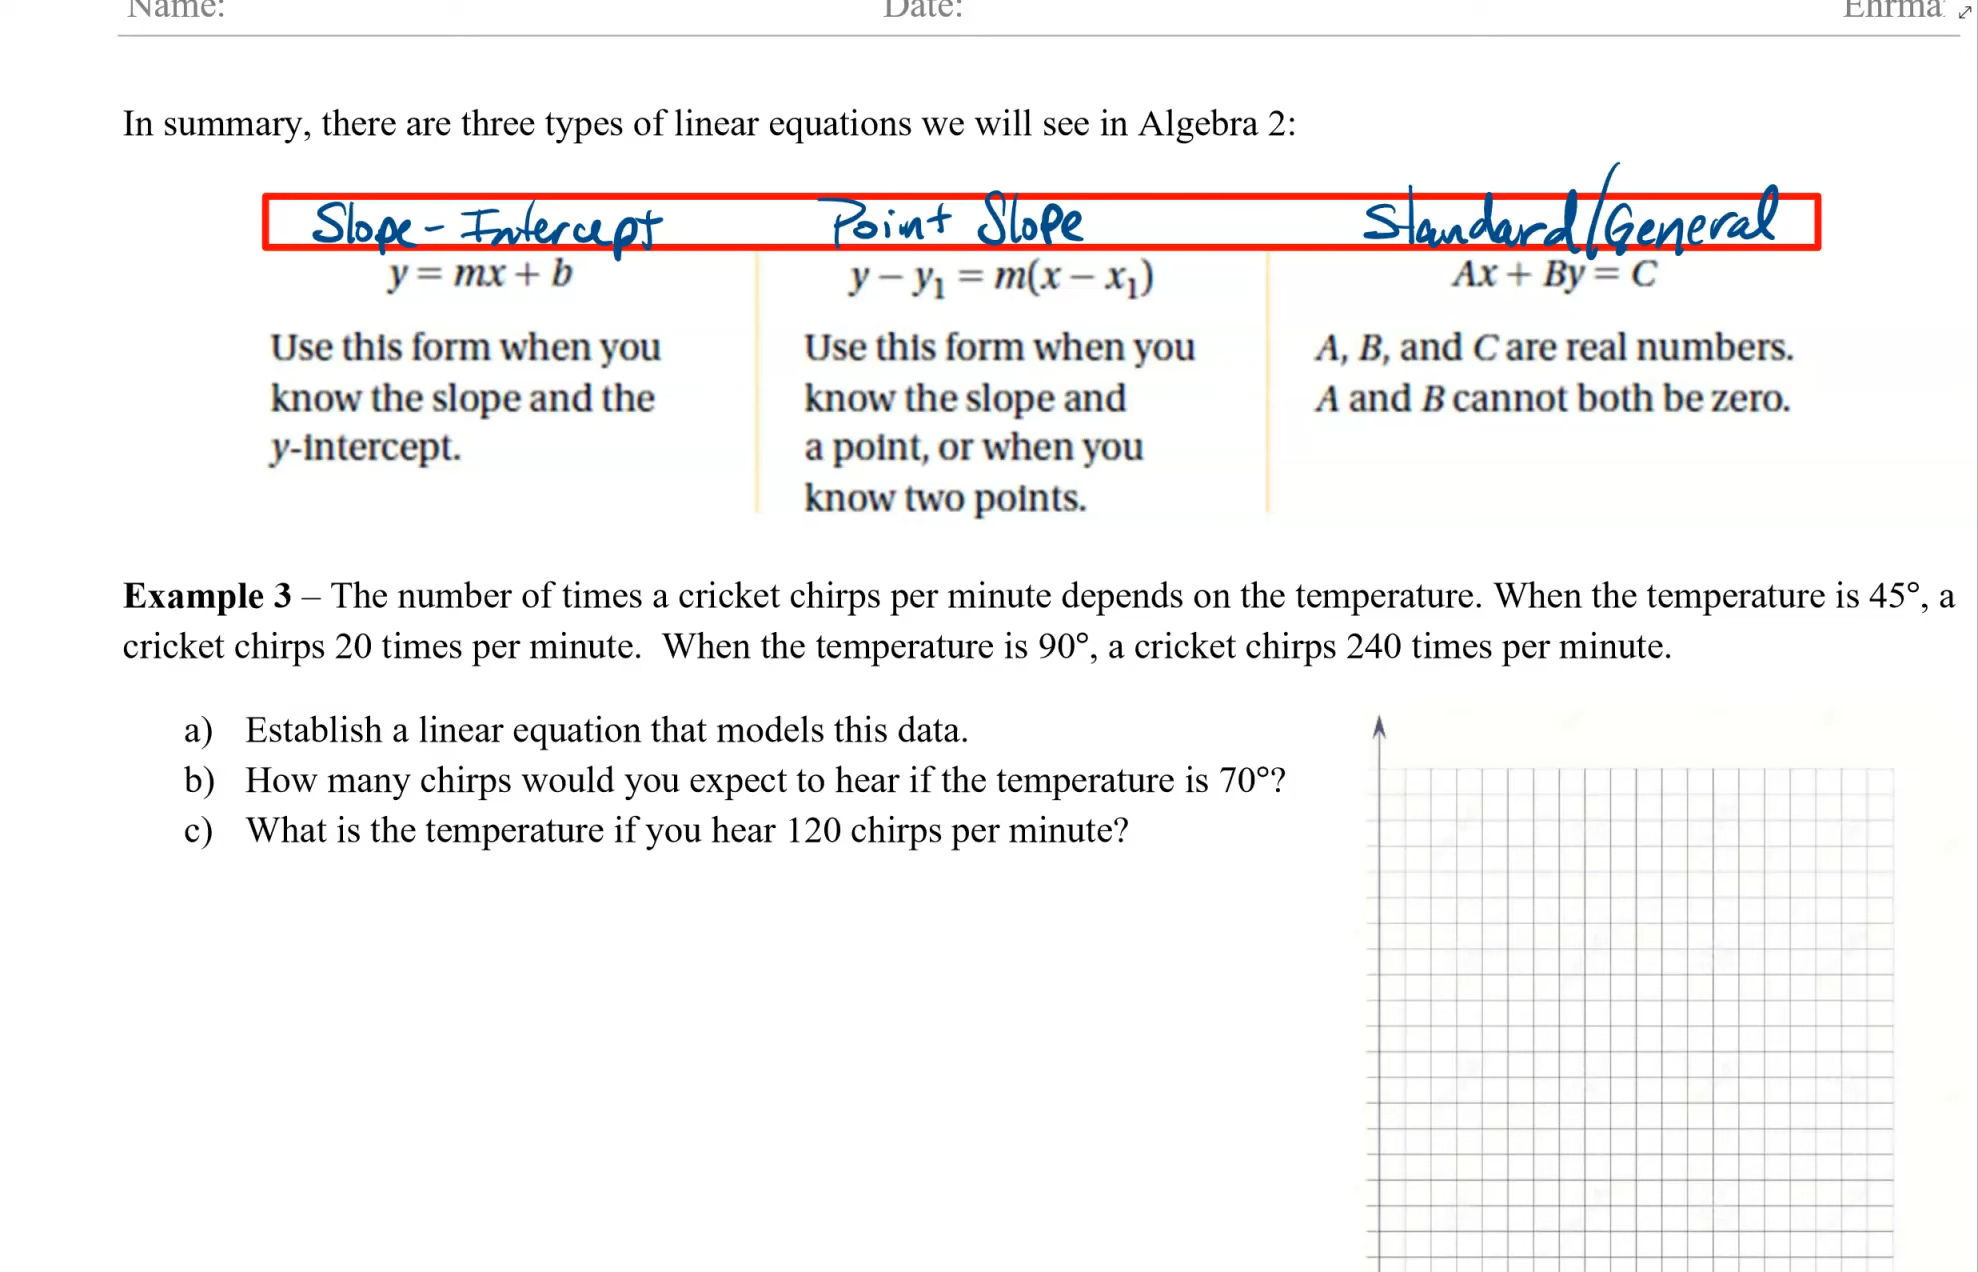 Name: Date:
In summary, there are three types of linear equations we will see in Algebra 2:
Slope-Intercept Point Slope Standard/General
y = mx + b y − y₁ = m(x − x₁) Ax + By = C
Use this form when you Use this form when you A, B, and C are real numbers.
know the slope and the know the slope and A and B cannot both be zero.
y-intercept. a point, or when you
know two points.
Example 3 – The number of times a cricket chirps per minute depends on the temperature. When the temperature is 45°, a
cricket chirps 20 times per minute. When the temperature is 90°, a cricket chirps 240 times per minute.
a) Establish a linear equation that models this data.
b) How many chirps would you expect to hear if the temperature is 70°?
c) What is the temperature if you hear 120 chirps per minute?